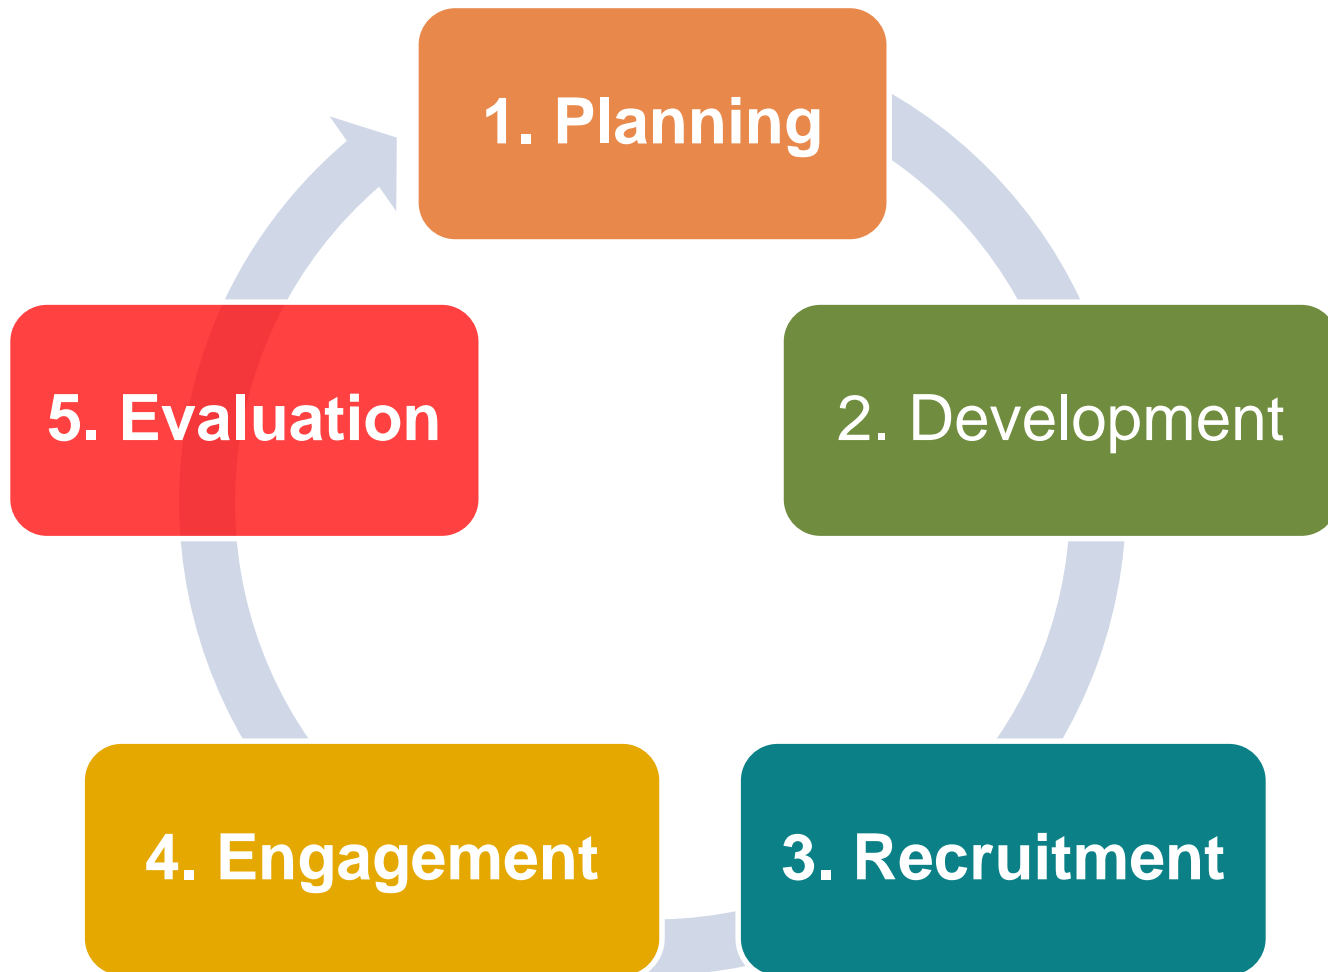 1. Planning
2. Development
3. Recruitment
4. Engagement
5. Evaluation